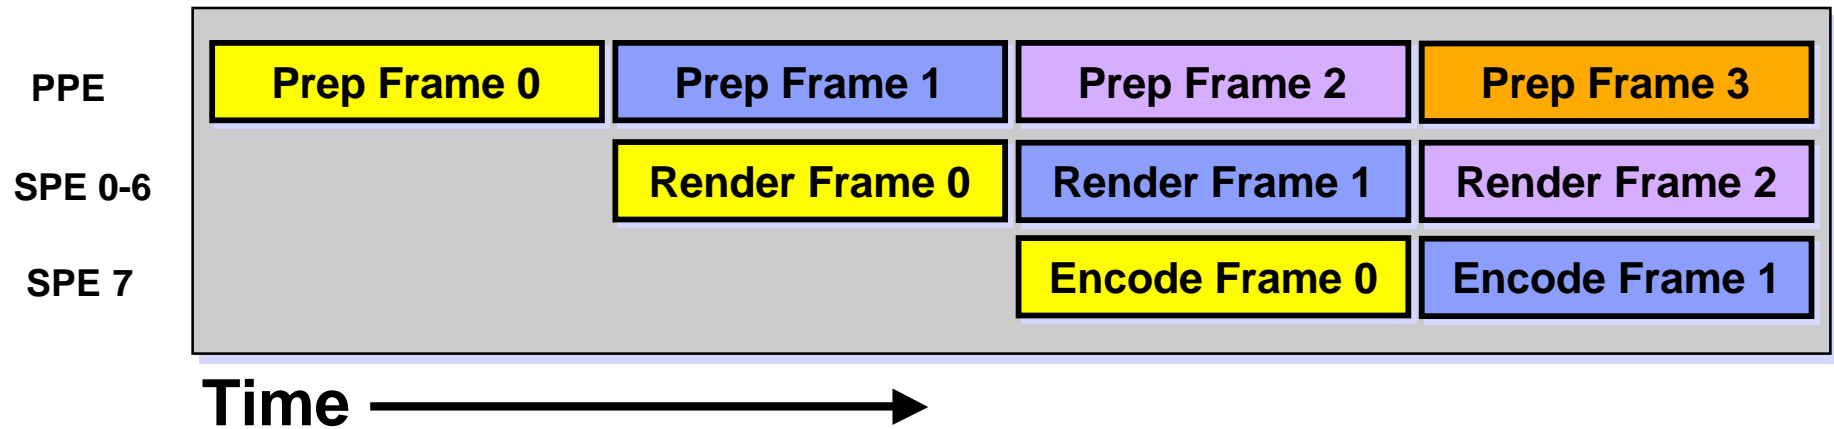 PPE Prep Frame 0 Prep Frame 1 Prep Frame 2 Prep Frame 3
SPE 0-6 Render Frame 0 Render Frame 1 Render Frame 2
SPE 7 Encode Frame 0 Encode Frame 1
Time